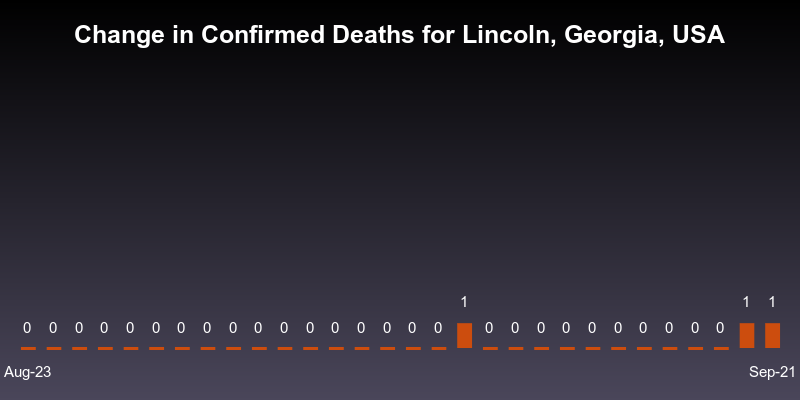 Change in Confirmed Deaths for Lincoln, Georgia, USA
1 1 1
0 0 0 0 0 0 0 0 0 0 0 0 0 0 0 0 0 0 0 0 0 0 0 0 0 0 0
Aug-23 Sep-21